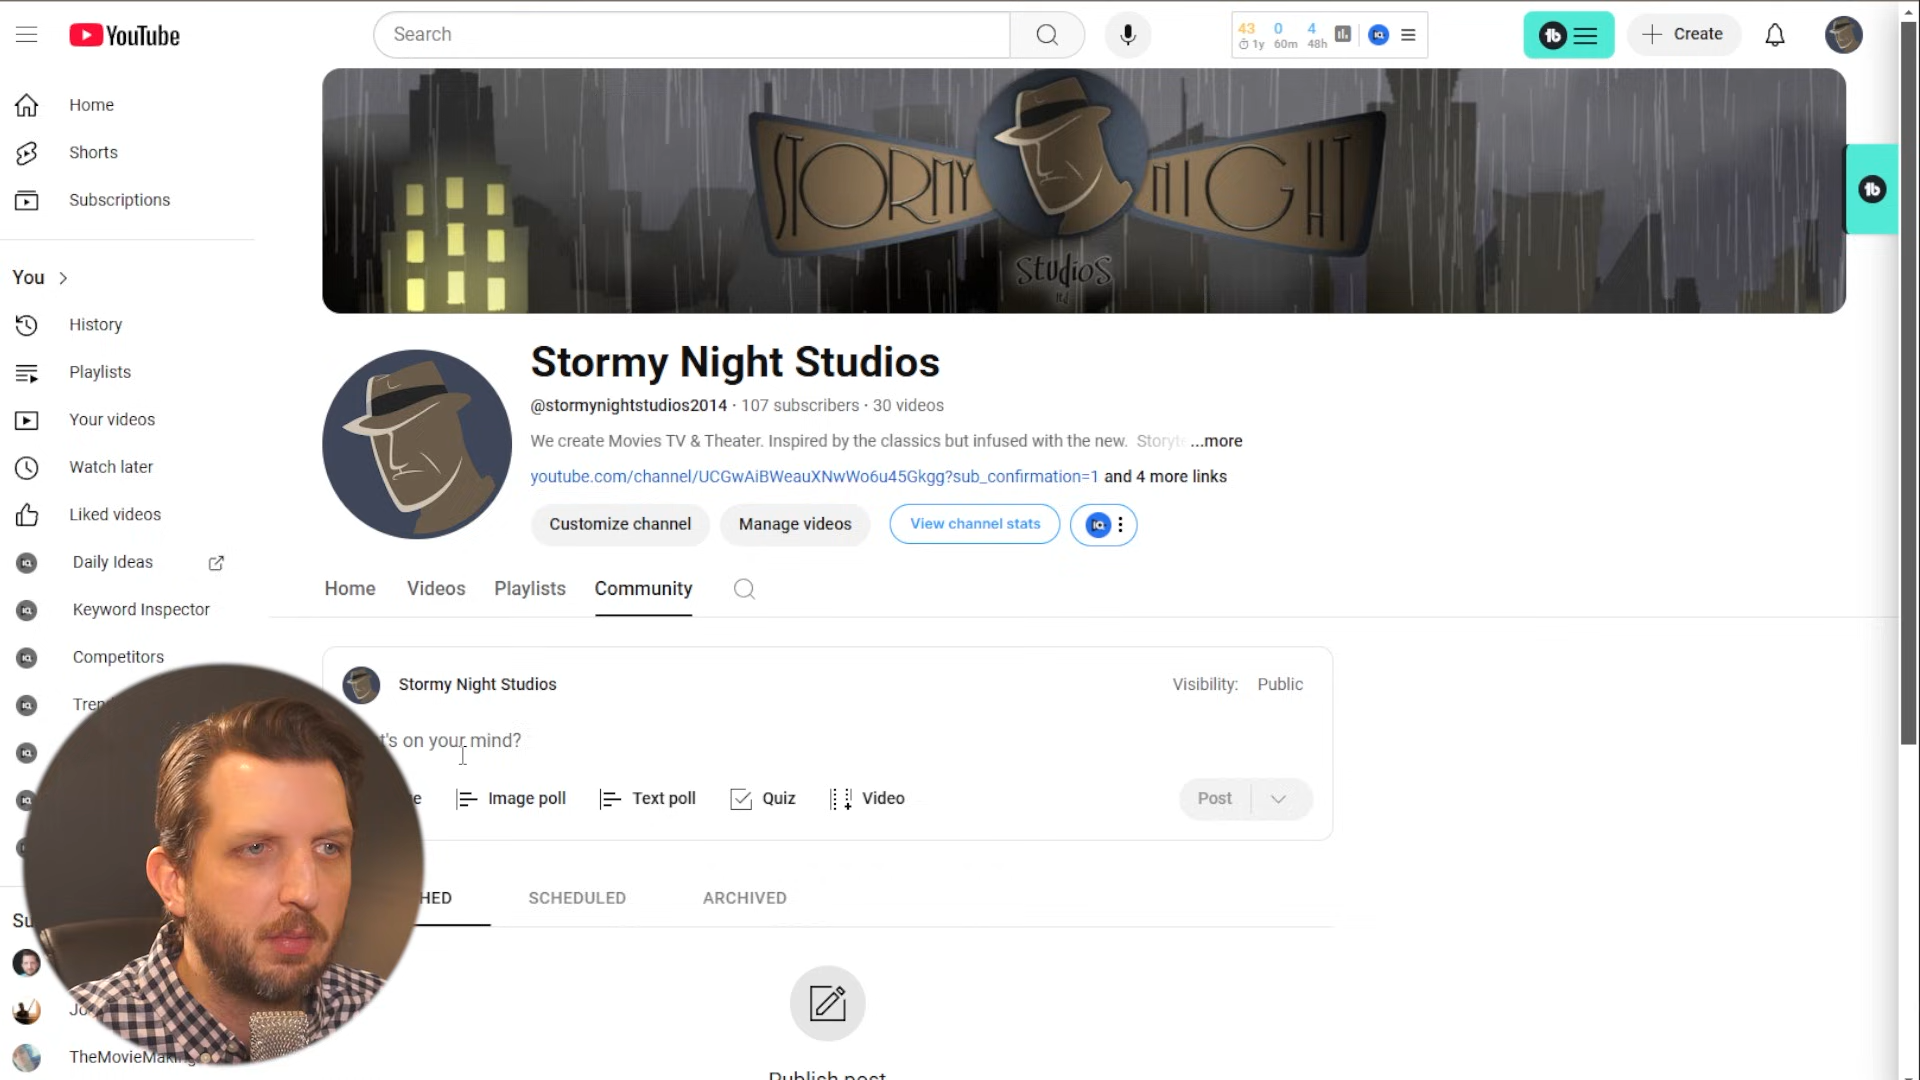 YouTube
Search
43 0 4
1y 60m 48h
Create
Home
Shorts
Subscriptions
You
History
Playlists
Your videos
Watch later
Liked videos
Daily Ideas
Keyword Inspector
Competitors
STORMY NIGHT
STUDIOS
Stormy Night Studios
@stormynightstudios2014 · 107 subscribers · 30 videos
We create Movies TV & Theater. Inspired by the classics but infused with the new. ...more
youtube.com/channel/UCGwAiBWeauXNwWo6u45Gkgg?sub_confirmation=1 and 4 more links
Customize channel Manage videos View channel stats
Home Videos Playlists Community
Stormy Night Studios Visibility: Public
on your mind?
Image poll Text poll Quiz Video Post
SCHEDULED ARCHIVED
Publish post